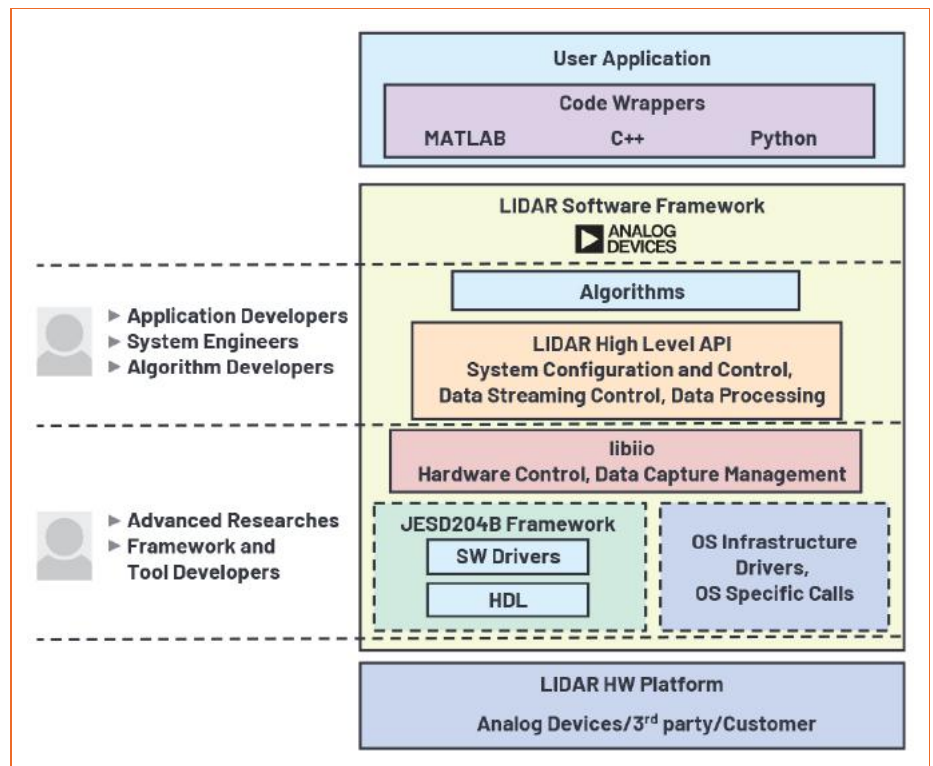 User Application
Code Wrappers
MATLAB C++ Python
LIDAR Software Framework
ANALOG
DEVICES
Algorithms
Application Developers
System Engineers
Algorithm Developers
LIDAR High Level API
System Configuration and Control,
Data Streaming Control, Data Processing
libiio
Hardware Control, Data Capture Management
Advanced Researches
Framework and
Tool Developers
JESD204B Framework
SW Drivers
HDL
OS Infrastructure
Drivers,
OS Specific Calls
LIDAR HW Platform
Analog Devices/3rd party/Customer